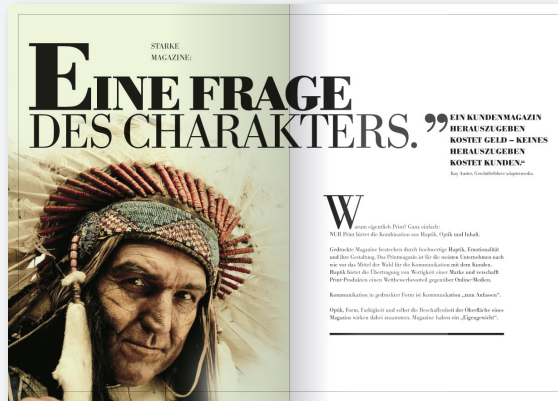 STARKE
MAGAZINE:
EINE FRAGE
DES CHARAKTERS.
”EIN KUNDENMAGAZIN
HERAUSZUGEBEN
KOSTET GELD – KEINES
HERAUSZUGEBEN
KOSTET KUNDEN.“
Kay Auster, Geschäftsführer adapter media.
Warum eigentlich Print? Ganz einfach:
NUR Print bietet die Kombination aus Haptik, Optik und Inhalt.
Gedruckte Magazine bestechen durch hochwertige Haptik, Emotionalität
und ihre Gestaltung. Das Printmagazin ist für die meisten Unternehmen nach
wie vor das Mittel der Wahl für die Kommunikation mit dem Kunden.
Haptik bietet die Übertragung von Wertigkeit einer Marke und verschafft
Print-Produkten einen Wettbewerbsvorteil gegenüber Online-Medien.
Kommunikation in gedruckter Form ist Kommunikation „zum Anfassen“.
Optik, Form, Farbigkeit und selbst die Beschaffenheit der Oberfläche eines
Magazins wirken dabei zusammen. Magazine haben ein „Eigengewicht“.